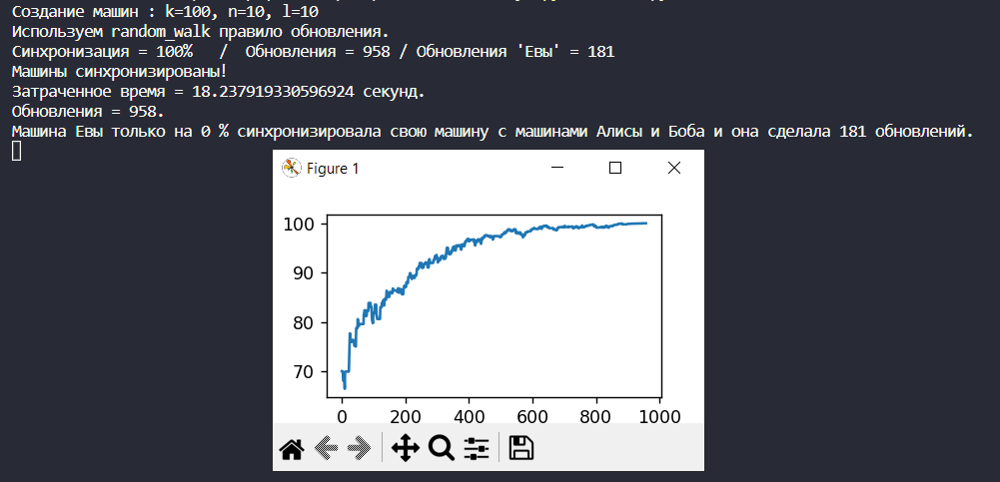 Создание машин : k=100, n=10, l=10
Используем random_walk правило обновления.
Синхронизация = 100%   /  Обновления = 958 / Обновления 'Евы' = 181
Машины синхронизированы!
Затраченное время = 18.237919330596924 секунд.
Обновления = 958.
Машина Евы только на 0 % синхронизировала свою машину с машинами Алисы и Боба и она сделала 181 обновлений.
Figure 1
100
90
80
70
0 200 400 600 800 1000